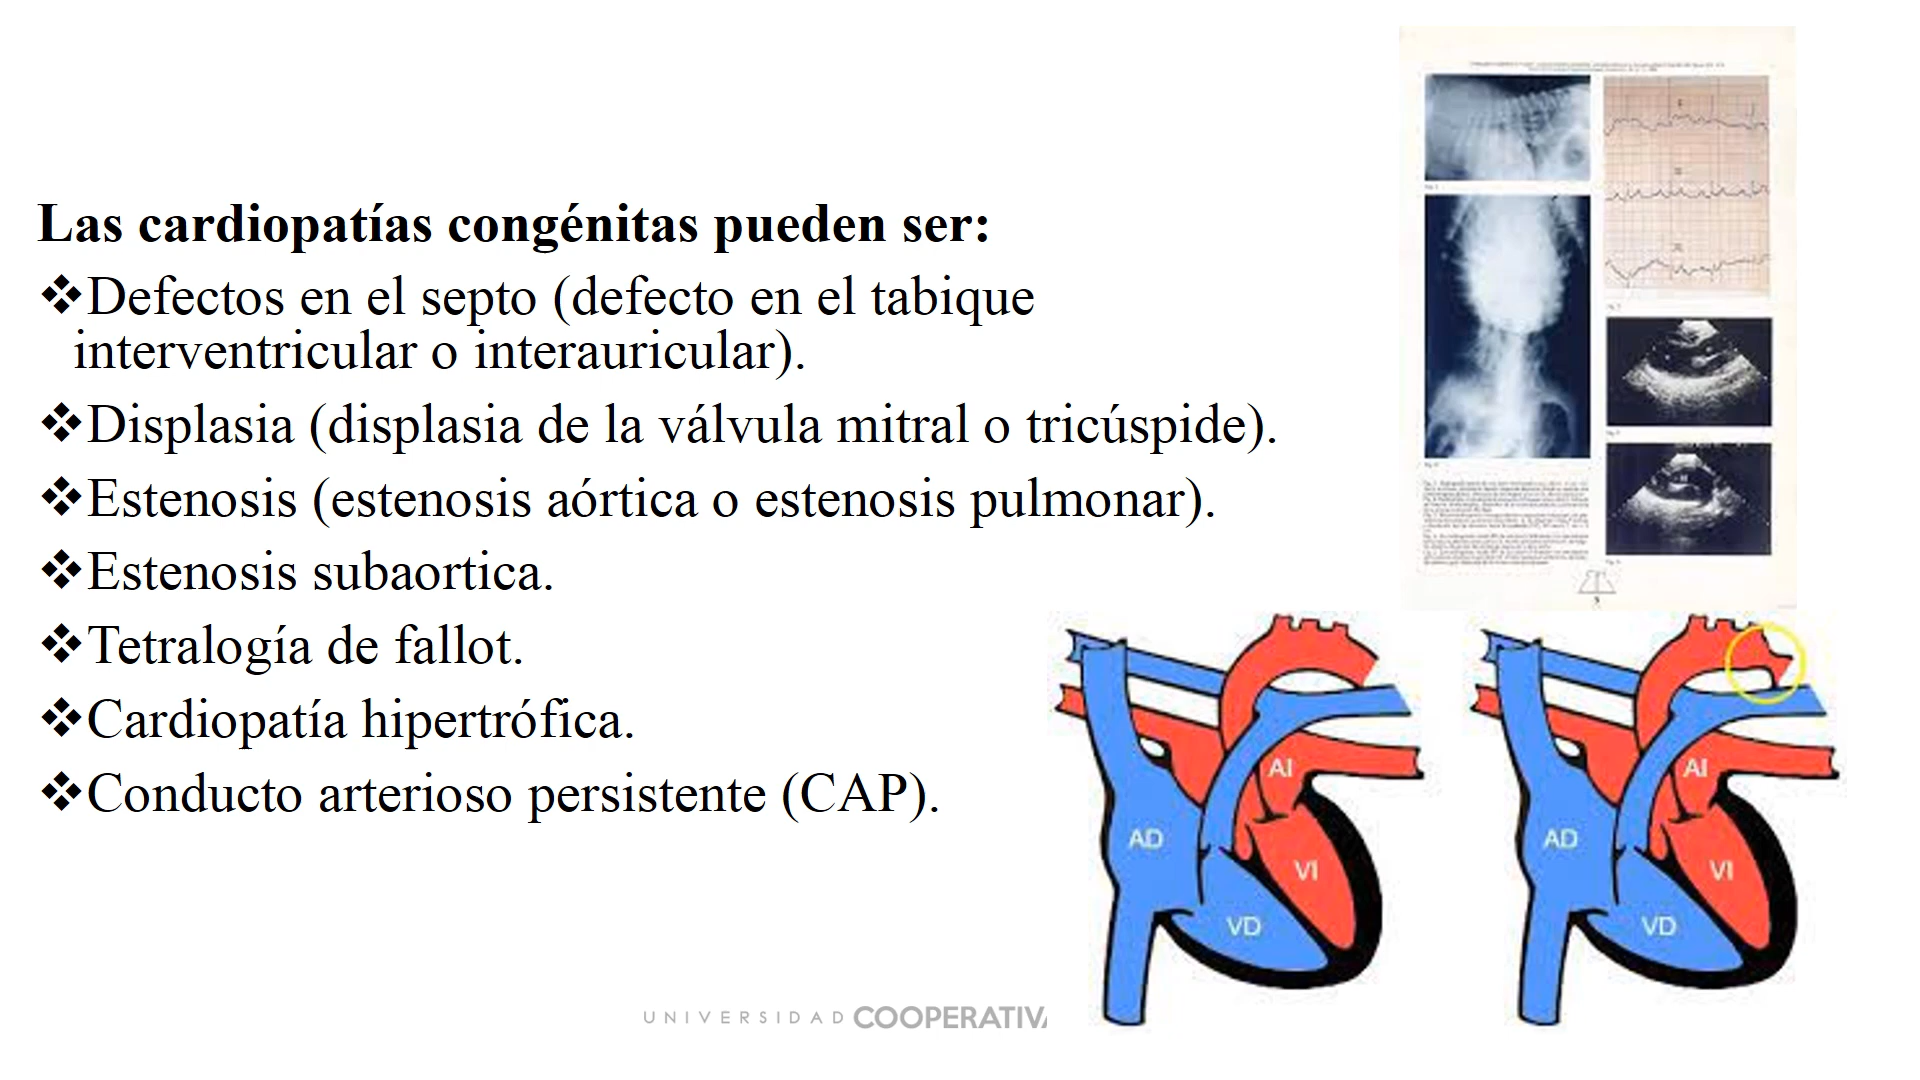 Las cardiopatías congénitas pueden ser:
❖Defectos en el septo (defecto en el tabique
interventricular o interauricular).
❖Displasia (displasia de la válvula mitral o tricúspide).
❖Estenosis (estenosis aórtica o estenosis pulmonar).
❖Estenosis subaortica.
❖Tetralogía de fallot.
❖Cardiopatía hipertrófica.
❖Conducto arterioso persistente (CAP).
AI
AD
VI
VD
AI
AD
VI
VD
UNIVERSIDAD COOPERATIV